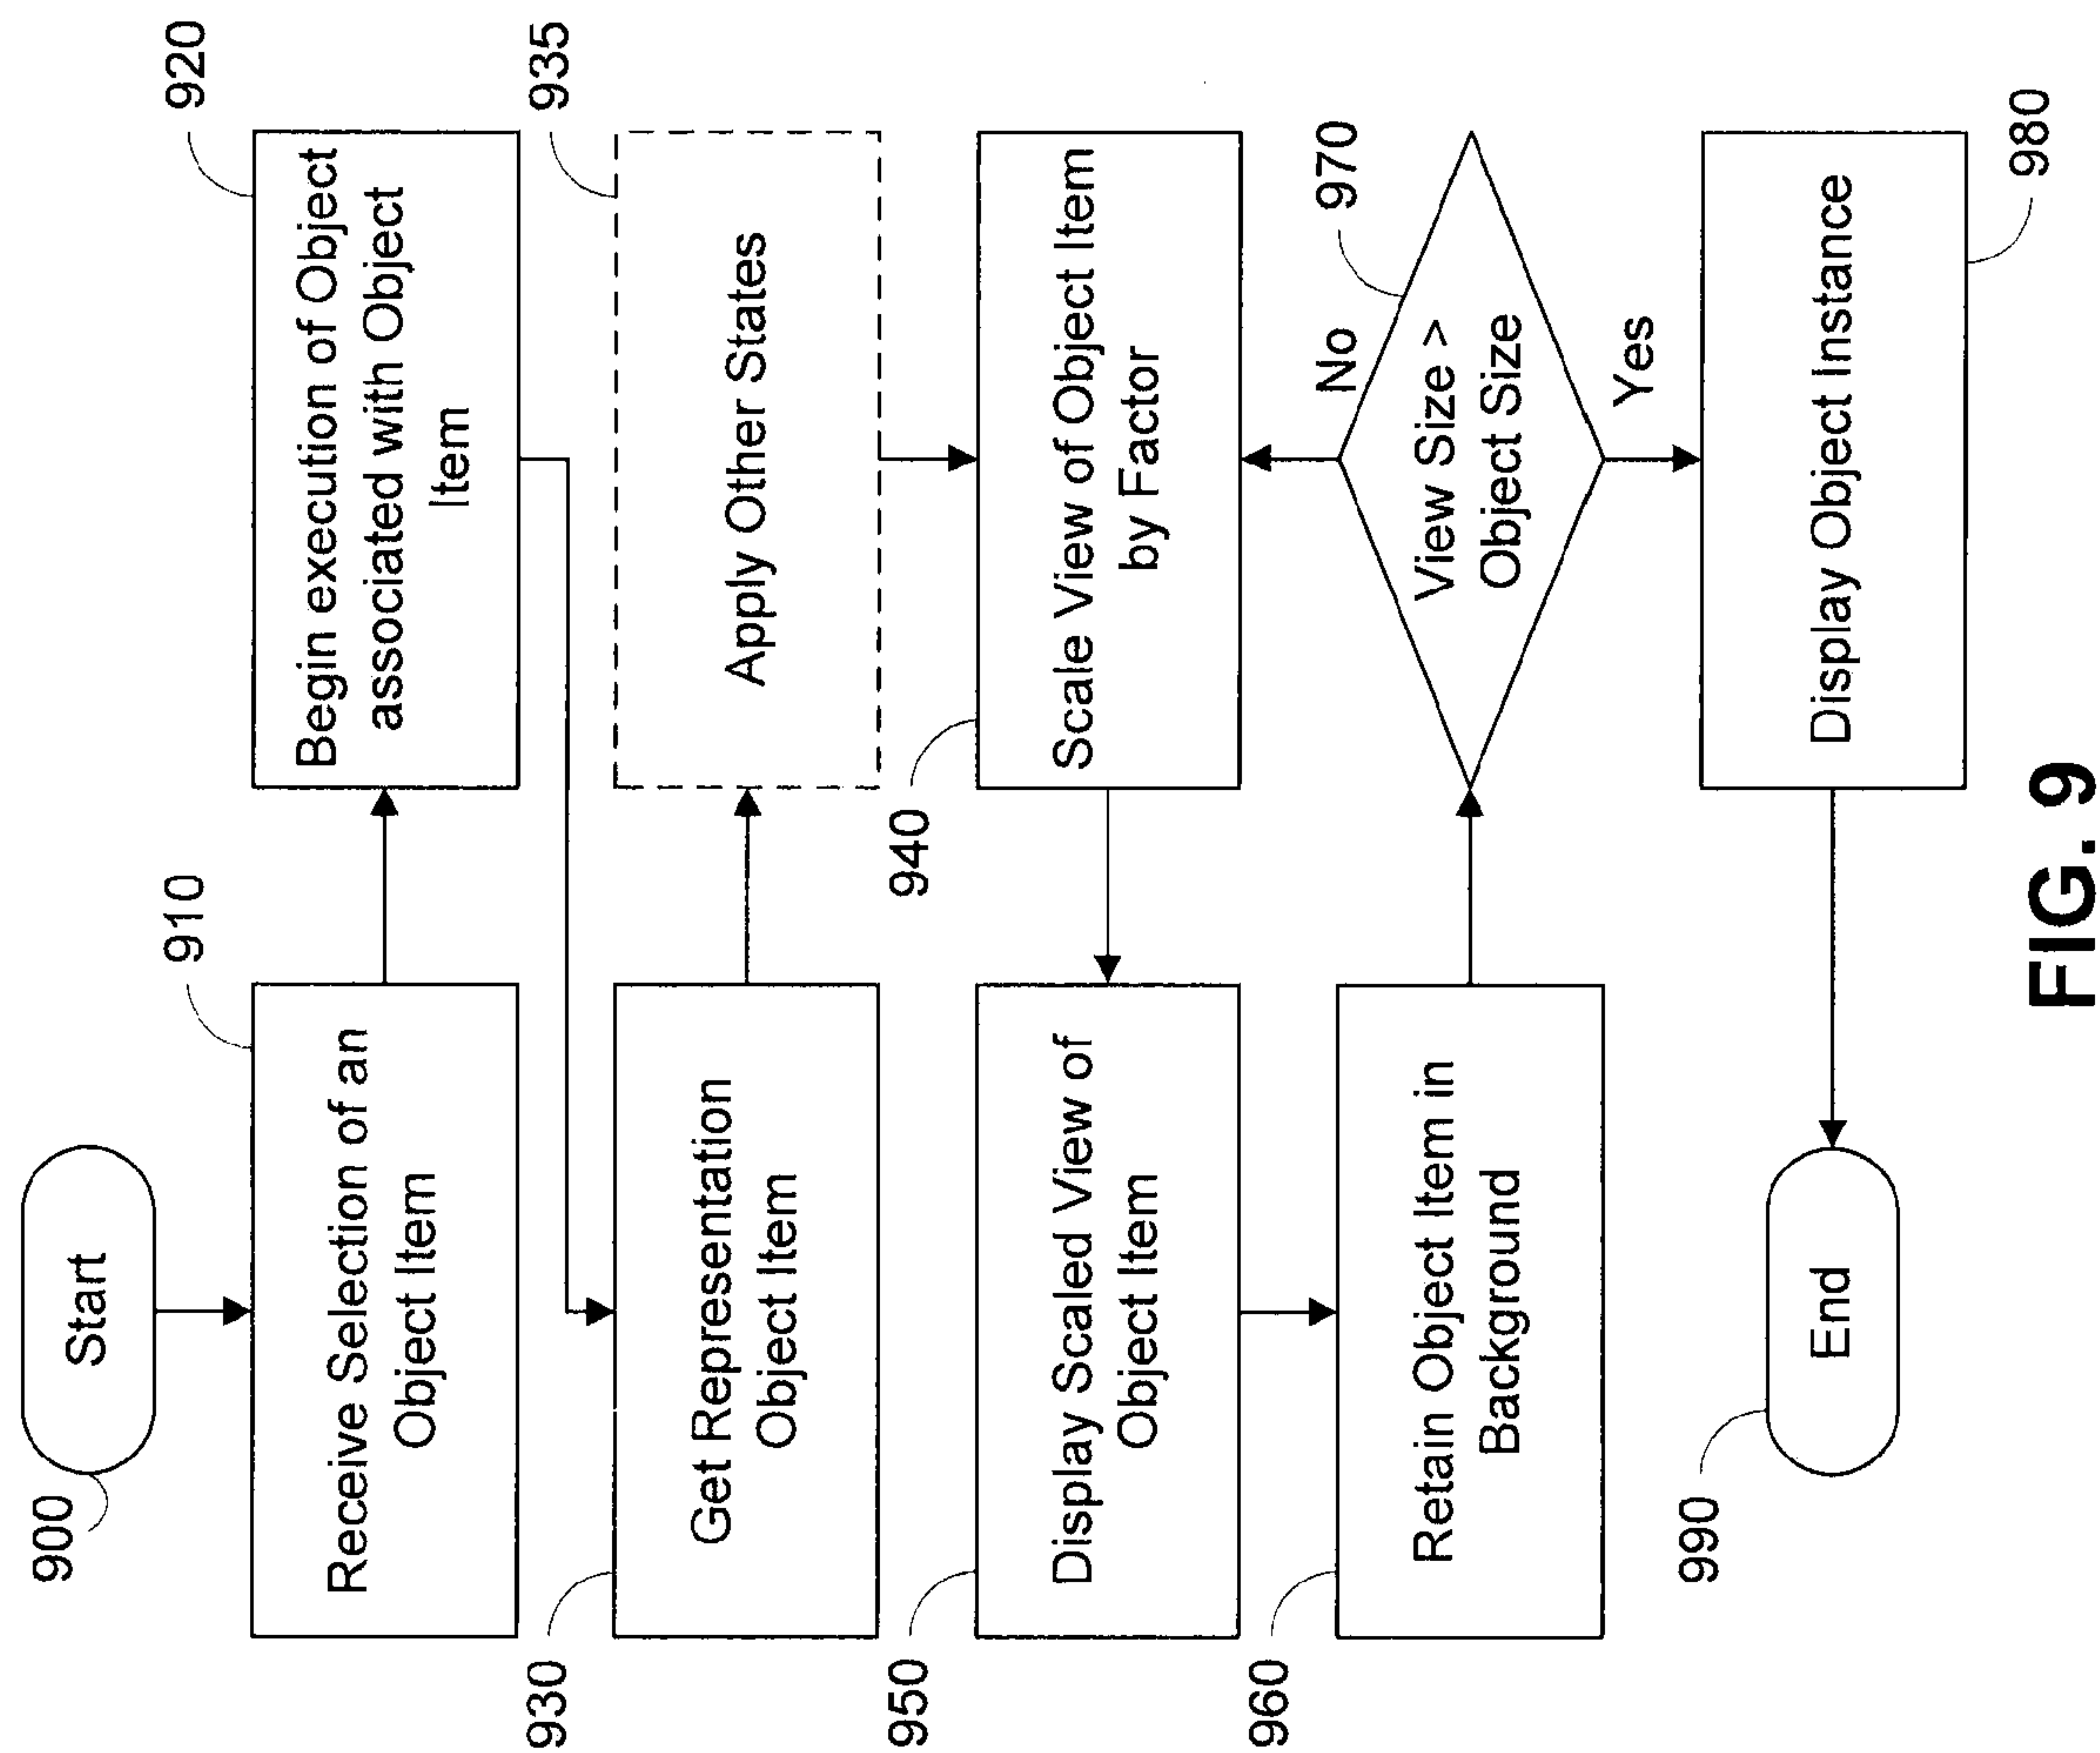 900
Start
910
Receive Selection of an
Object Item
920
Begin execution of Object
associated with Object
Item
930
Get Representation
Object Item
935
Apply Other States
940
Scale View of Object Item
by Factor
950
Display Scaled View of
Object Item
960
Retain Object Item in
Background
970
View Size >
Object Size
No
Yes
980
Display Object Instance
990
End
FIG. 9